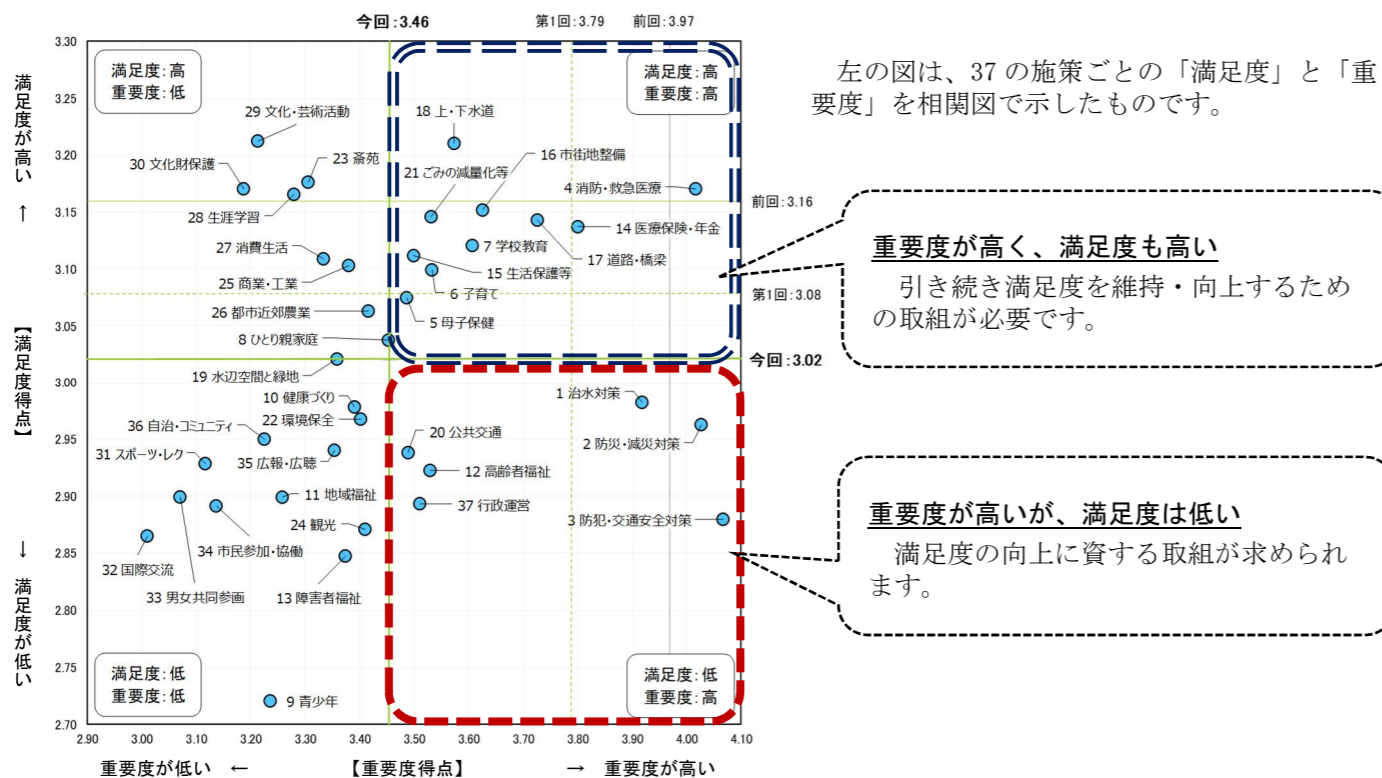 今回:3.46
第1回:3.79
前回:3.97
3.30
3.25
3.20
3.15
3.10
3.05
3.00
2.95
2.90
2.85
2.80
2.75
2.70
満足度が高い
↑
【満足度得点】
↓
満足度が低い
満足度:高
重要度:低
満足度:高
重要度:高
29 文化・芸術活動
18 上・下水道
30 文化財保護
23 斎苑
21 ごみの減量化等
16 市街地整備
4 消防・救急医療
前回:3.16
28 生涯学習
14 医療保険・年金
27 消費生活
7 学校教育
17 道路・橋梁
25 商業・工業
15 生活保護等
6 子育て
第1回:3.08
26 都市近郊農業
5 母子保健
8 ひとり親家庭
今回:3.02
19 水辺空間と緑地
10 健康づくり
1 治水対策
22 環境保全
36 自治・コミュニティ
20 公共交通
2 防災・減災対策
31 スポーツ・レク
35 広報・広聴
12 高齢者福祉
11 地域福祉
37 行政運営
24 観光
3 防犯・交通安全対策
34 市民参加・協働
32 国際交流
33 男女共同参画
13 障害者福祉
満足度:低
重要度:低
9 青少年
満足度:低
重要度:高
2.90
3.00
3.10
3.20
3.30
3.40
3.50
3.60
3.70
3.80
3.90
4.00
4.10
重要度が低い ←
【重要度得点】
→ 重要度が高い
左の図は、37 の施策ごとの「満足度」と「重
要度」を相関図で示したものです。
重要度が高く、満足度も高い
引き続き満足度を維持・向上するため
の取組が必要です。
重要度が高いが、満足度は低い
満足度の向上に資する取組が求められ
ます。